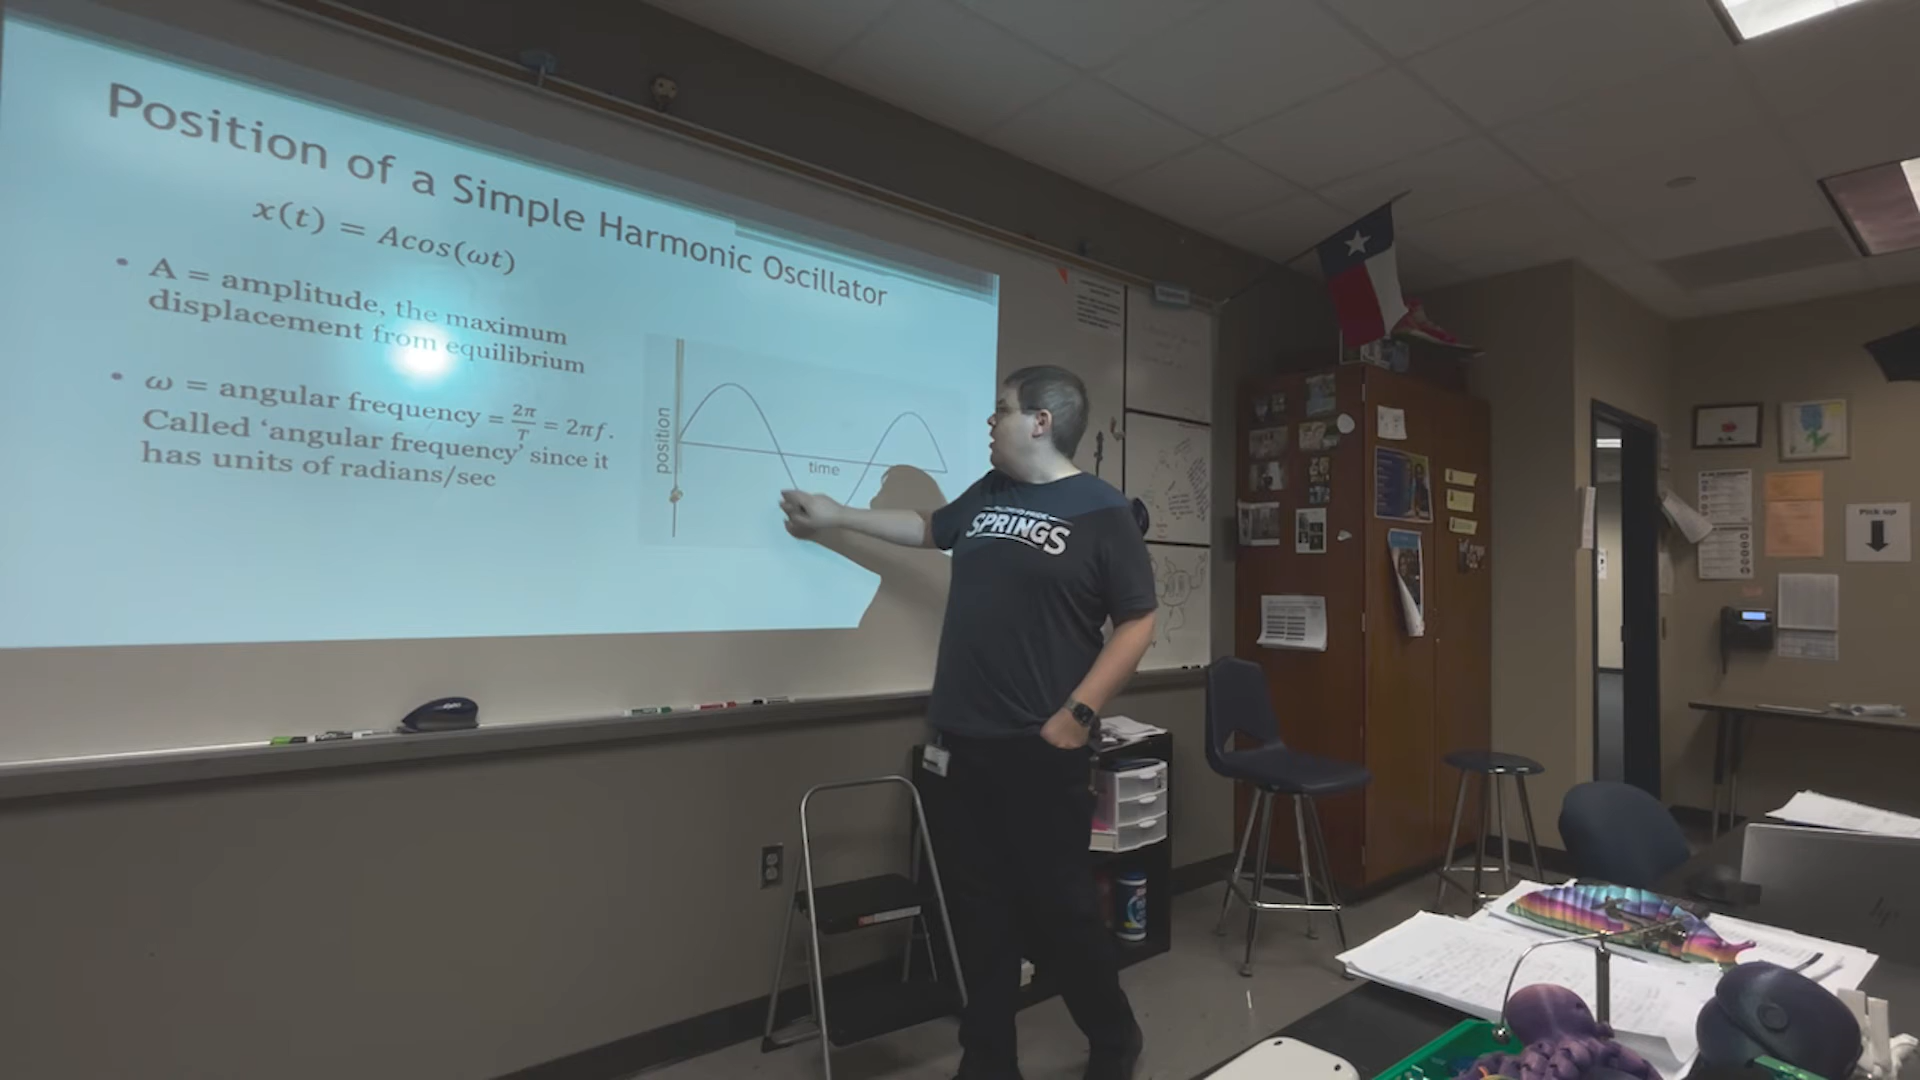 Position of a Simple Harmonic Oscillator
x(t) = Acos(ωt)
• A = amplitude, the maximum
displacement from equilibrium
• ω = angular frequency = 2π/T = 2πf.
Called ‘angular frequency’ since it
has units of radians/sec
position
time
SPRINGS
PICK UP
hp